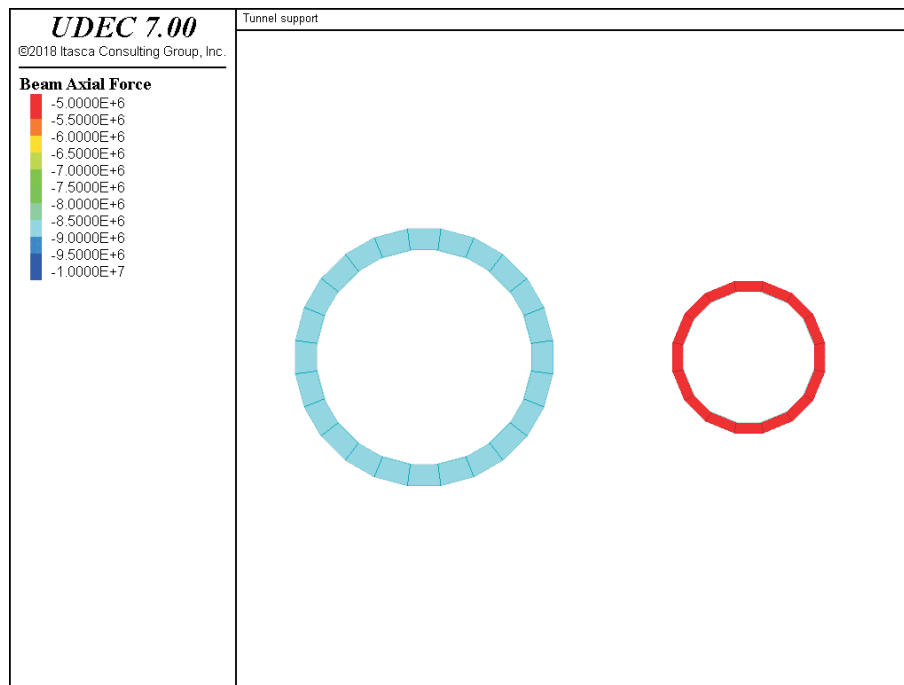 UDEC 7.00
©2018 Itasca Consulting Group, Inc.
Beam Axial Force
-5.0000E+6
-5.5000E+6
-6.0000E+6
-6.5000E+6
-7.0000E+6
-7.5000E+6
-8.0000E+6
-8.5000E+6
-9.0000E+6
-9.5000E+6
-1.0000E+7
Tunnel support